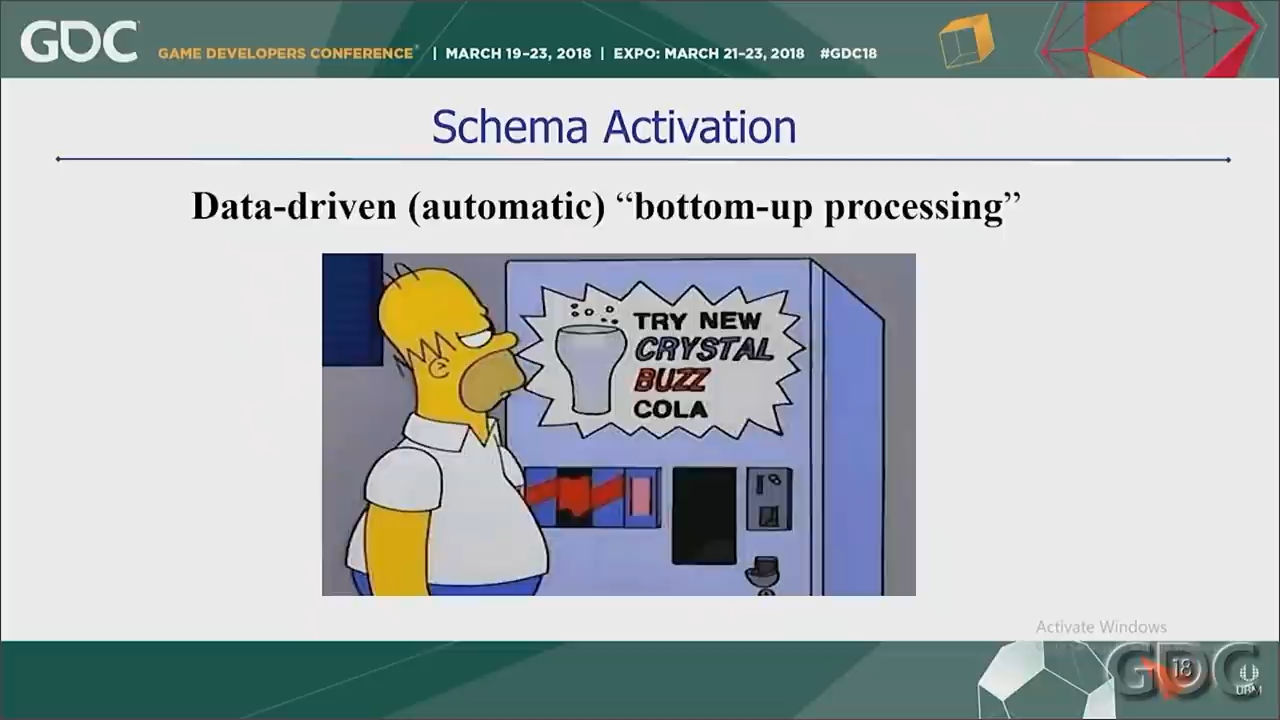 GDC GAME DEVELOPERS CONFERENCE | MARCH 19–23, 2018 | EXPO: MARCH 21–23, 2018 #GDC18
Schema Activation
Data-driven (automatic) “bottom-up processing”
TRY NEW
CRYSTAL
BUZZ
COLA
Activate Windows
GDC
18
UBM